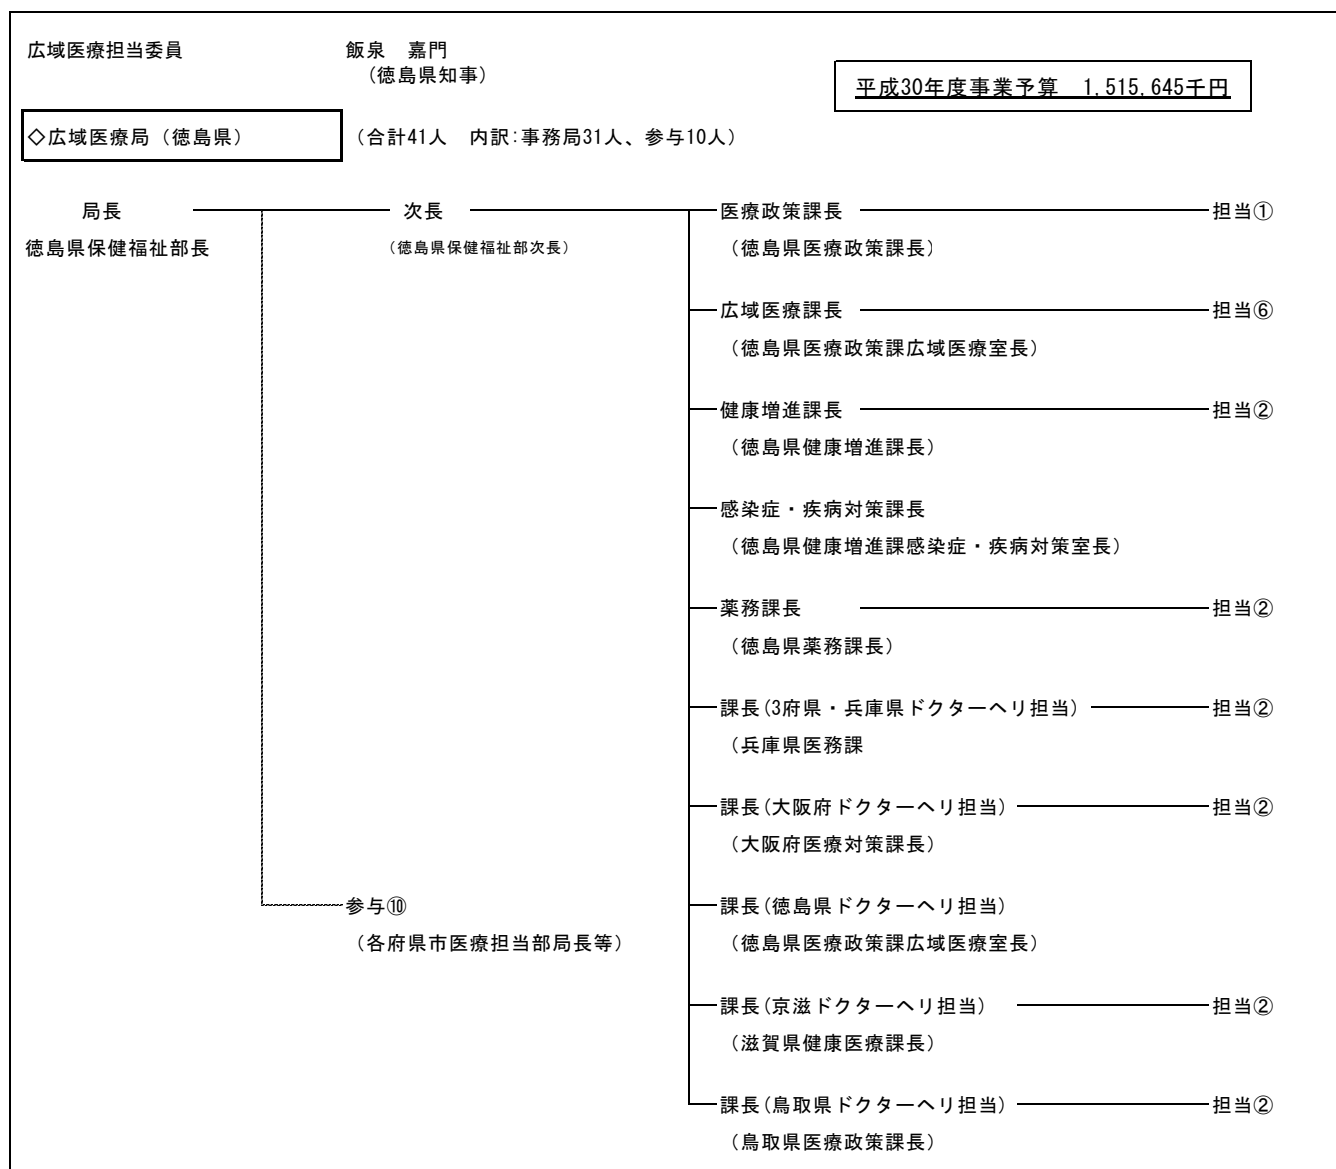 広域医療担当委員　飯泉　嘉門
（徳島県知事）
平成30年度事業予算　1,515,645千円
◇広域医療局（徳島県）　（合計41人　内訳:事務局31人、参与10人）
局長　次長　医療政策課長　担当①
徳島県保健福祉部長　（徳島県保健福祉部次長）　（徳島県医療政策課長）
広域医療課長　担当⑥
（徳島県医療政策課広域医療室長）
健康増進課長　担当②
（徳島県健康増進課長）
感染症・疾病対策課長
（徳島県健康増進課感染症・疾病対策室長）
薬務課長　担当②
（徳島県薬務課長）
課長(3府県・兵庫県ドクターヘリ担当)　担当②
（兵庫県医務課
課長(大阪府ドクターヘリ担当)　担当②
（大阪府医療対策課長）
参与⑩　課長(徳島県ドクターヘリ担当)
（各府県市医療担当部局長等）　（徳島県医療政策課広域医療室長）
課長(京滋ドクターヘリ担当)　担当②
（滋賀県健康医療課長）
課長(鳥取県ドクターヘリ担当)　担当②
（鳥取県医療政策課長）